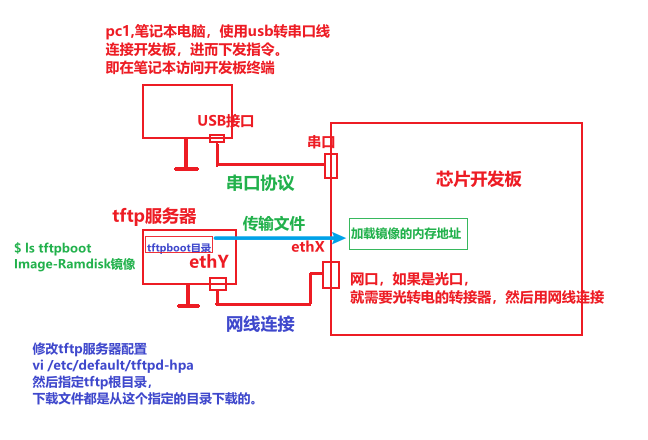 pc1,笔记本电脑，使用usb转串口线
连接开发板，进而下发指令。
即在笔记本访问开发板终端
USB接口
串口
串口协议
芯片开发板
tftp服务器
传输文件
加载镜像的内存地址
$ ls tftpboot
Image-Ramdisk镜像
tftpboot目录
ethX
ethY
网口，如果是光口，
就需要光转电的转接器，然后用网线连接
网线连接
修改tftp服务器配置
vi /etc/default/tftpd-hpa
然后指定tftp根目录，
下载文件都是从这个指定的目录下载的。